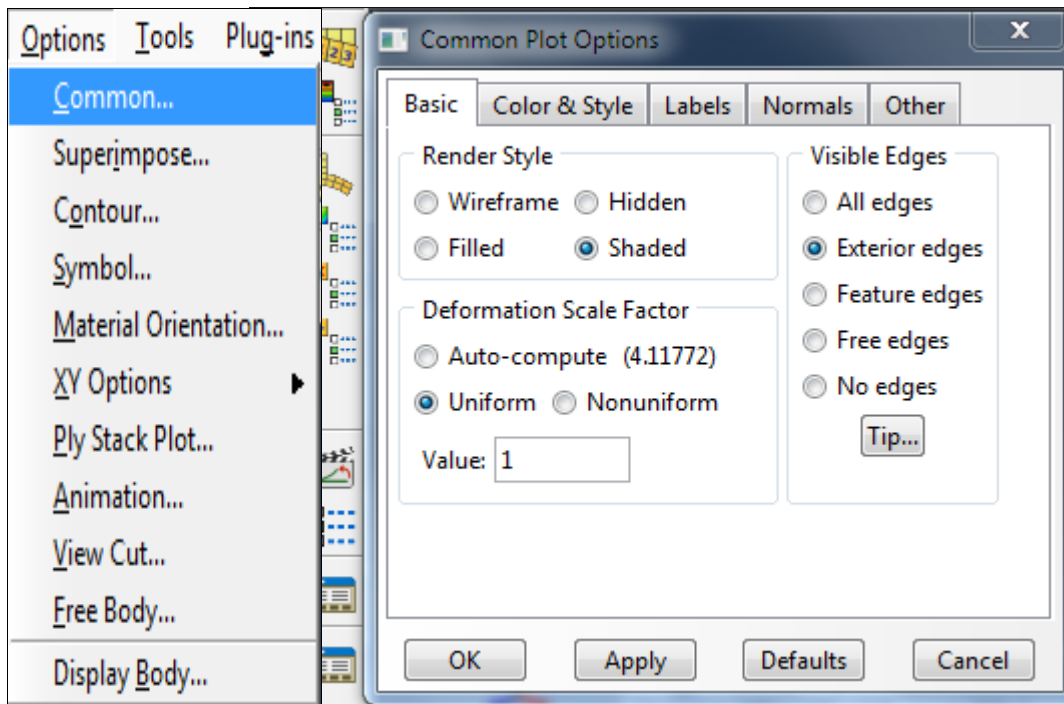 Options Tools Plug-ins
Common...
Superimpose...
Contour...
Symbol...
Material Orientation...
XY Options
Ply Stack Plot...
Animation...
View Cut...
Free Body...
Display Body...
Common Plot Options
Basic Color & Style Labels Normals Other
Render Style
Wireframe Hidden
Filled Shaded
Deformation Scale Factor
Auto-compute (4.11772)
Uniform Nonuniform
Value: 1
Visible Edges
All edges
Exterior edges
Feature edges
Free edges
No edges
Tip...
OK Apply Defaults Cancel